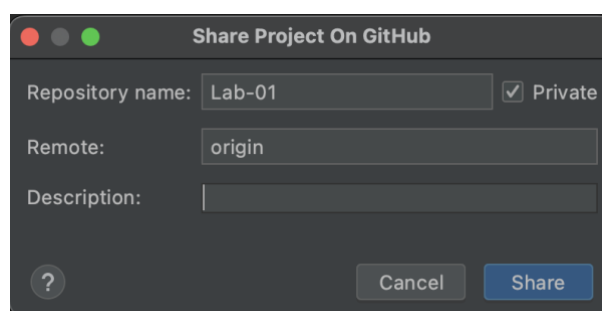 Share Project On GitHub
Repository name: Lab-01 Private
Remote: origin
Description:
? Cancel Share